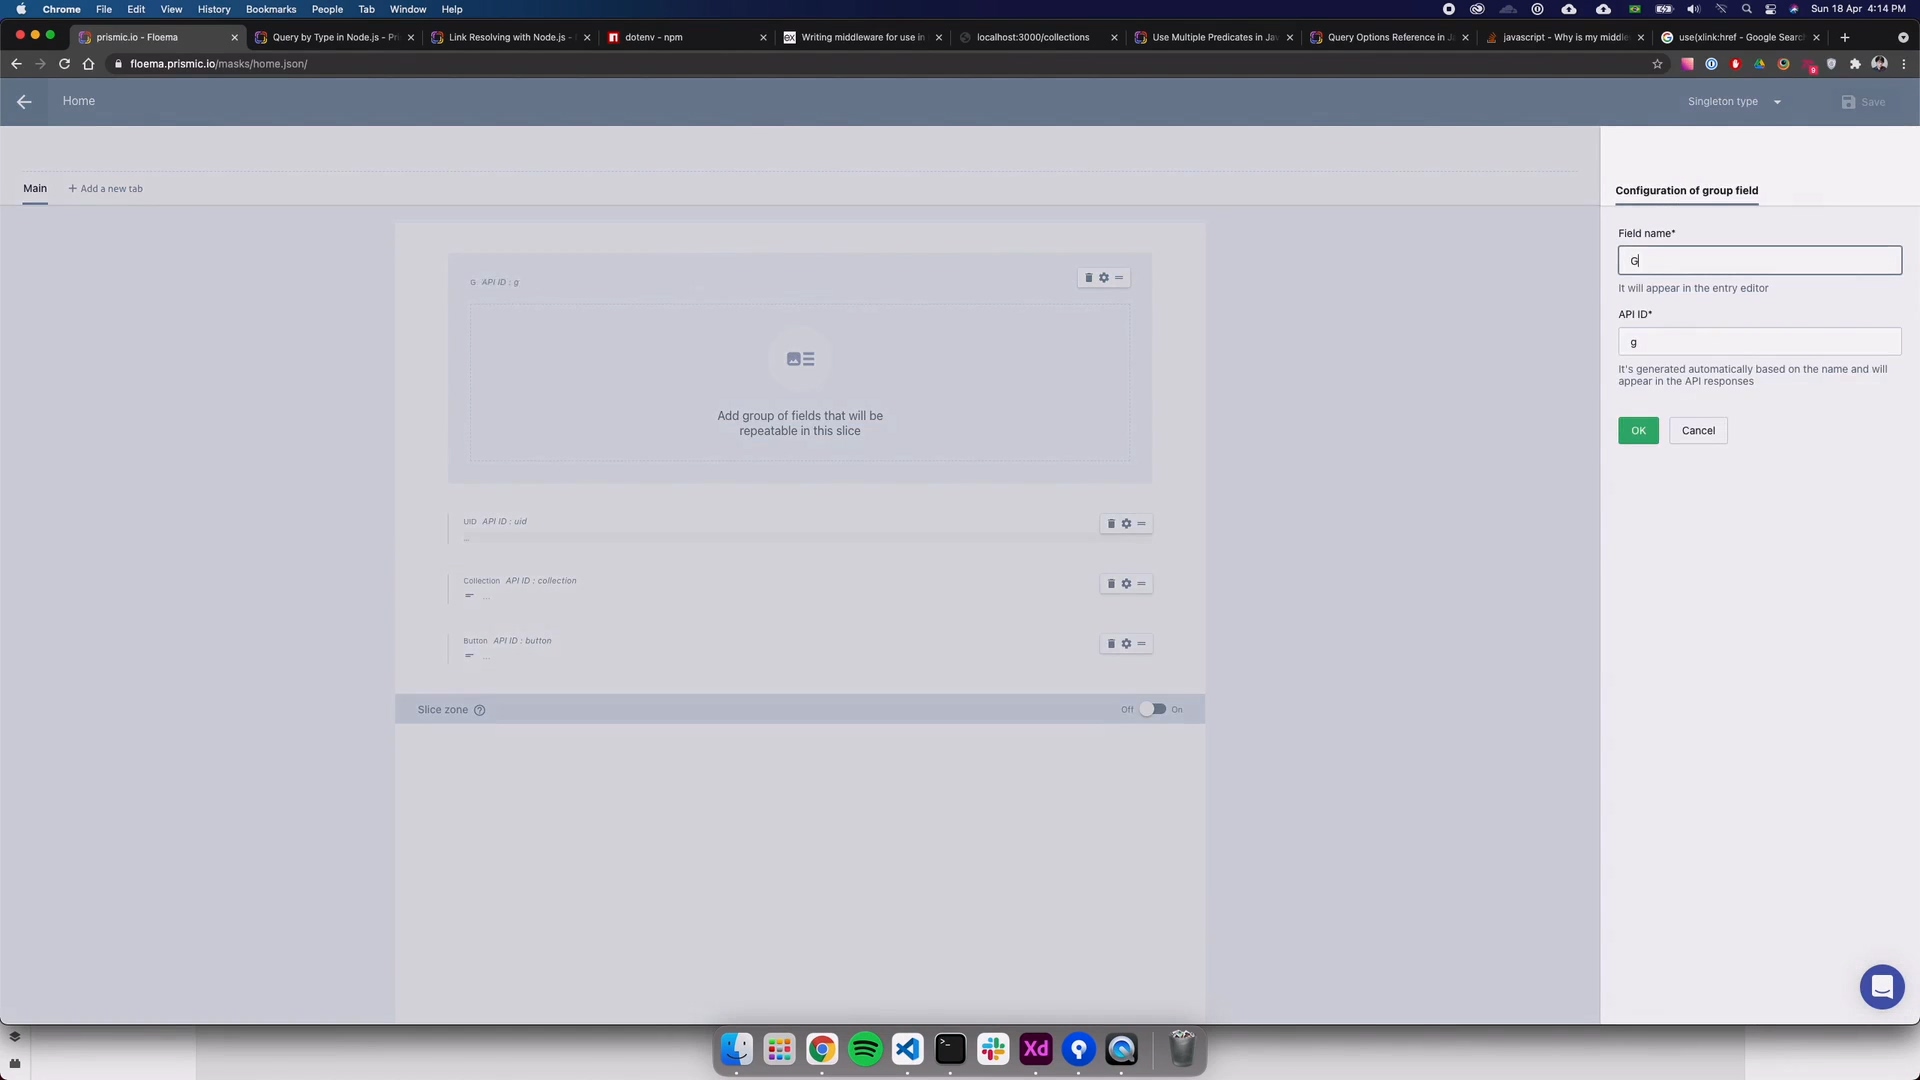 Chrome File Edit View History Bookmarks People Tab Window Help
Sun 18 Apr 4:14 PM
prismic.io - Floema
Query by Type in Node.js - Pri
Link Resolving with Node.js -
dotenv - npm
Writing middleware for use in
localhost:3000/collections
Use Multiple Predicates in Jav
Query Options Reference in J
javascript - Why is my middle
use(xlink:href - Google Searc
floema.prismic.io/masks/home.json/
9
Home
Singleton type
Save
Main
+ Add a new tab
Configuration of group field
Field name*
G
It will appear in the entry editor
API ID*
g
It's generated automatically based on the name and will
appear in the API responses
OK
Cancel
G API ID : g
Add group of fields that will be
repeatable in this slice
UID API ID : uid
...
Collection API ID : collection
...
Button API ID : button
...
Slice zone ?
Off
On
Xd